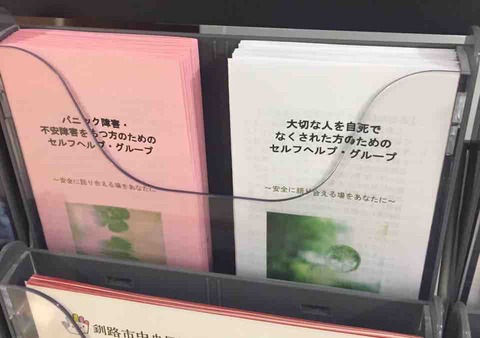 パニック障害・
不安障害をもつ方のための
セルフヘルプ・グループ
～安全に語り合える場をあなたに～
大切な人を自死で
なくされた方のための
セルフヘルプ・グループ
～安全に語り合える場をあなたに～
釧路市中央